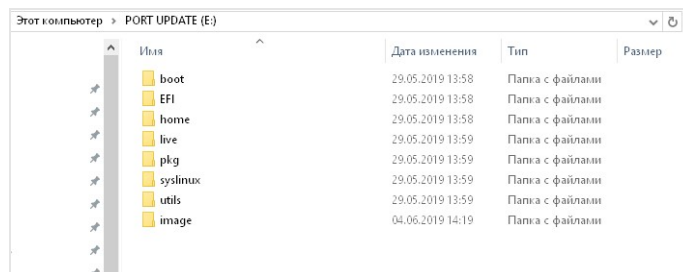 Этот компьютер > PORT UPDATE (E:)
Имя Дата изменения Тип Размер
boot 29.05.2019 13:58 Папка с файлами
EFI 29.05.2019 13:58 Папка с файлами
home 29.05.2019 13:58 Папка с файлами
live 29.05.2019 13:59 Папка с файлами
pkg 29.05.2019 13:59 Папка с файлами
syslinux 29.05.2019 13:59 Папка с файлами
utils 29.05.2019 13:59 Папка с файлами
image 04.06.2019 14:19 Папка с файлами